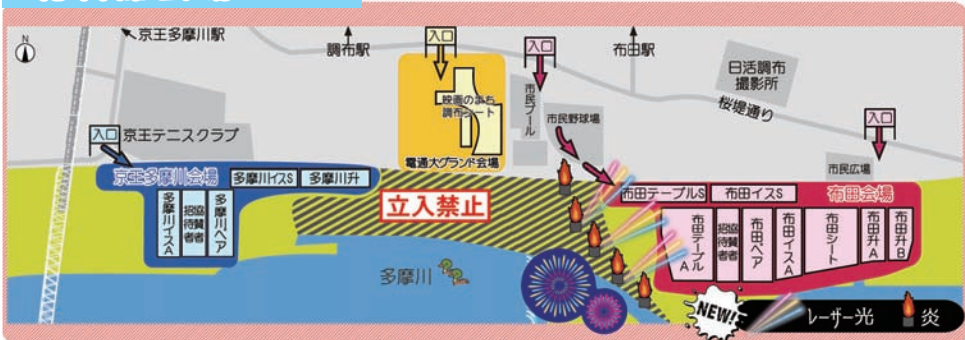 N
京王多摩川駅
調布駅
入口
入口
布田駅
日活調布
撮影所
桜堤通り
映画のまち
調布シート
市民プール
市民野球場
入口
入口
京王テニスクラブ
電通大グランド会場
市民広場
京王多摩川会場
多摩川イスS
多摩川升
立入禁止
布田テーブルS
布田イスS
布田会場
多摩川イスA
協賛者
招待者
多摩川ペア
布田テーブルA
協賛者
招待者
布田ペア
布田イスA
布田シート
布田升A
布田升B
多摩川
NEW!
レーザー光
炎